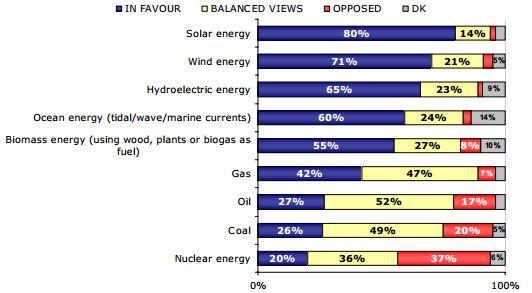 IN FAVOUR BALANCED VIEWS OPPOSED DK
Solar energy 80% 14%
Wind energy 71% 21% 5%
Hydroelectric energy 65% 23% 9%
Ocean energy (tidal/wave/marine currents) 60% 24% 14%
Biomass energy (using wood, plants or biogas as
fuel) 55% 27% 8% 10%
Gas 42% 47% 7%
Oil 27% 52% 17%
Coal 26% 49% 20% 5%
Nuclear energy 20% 36% 37% 6%
0% 100%